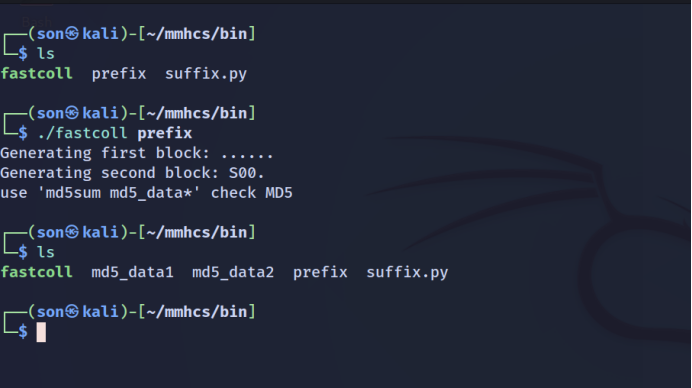 ┌──(son㉿kali)-[~/mmhcs/bin]
└─$ ls
fastcoll  prefix  suffix.py
┌──(son㉿kali)-[~/mmhcs/bin]
└─$ ./fastcoll prefix
Generating first block: ......
Generating second block: S00.
use 'md5sum md5_data*' check MD5
┌──(son㉿kali)-[~/mmhcs/bin]
└─$ ls
fastcoll  md5_data1  md5_data2  prefix  suffix.py
┌──(son㉿kali)-[~/mmhcs/bin]
└─$